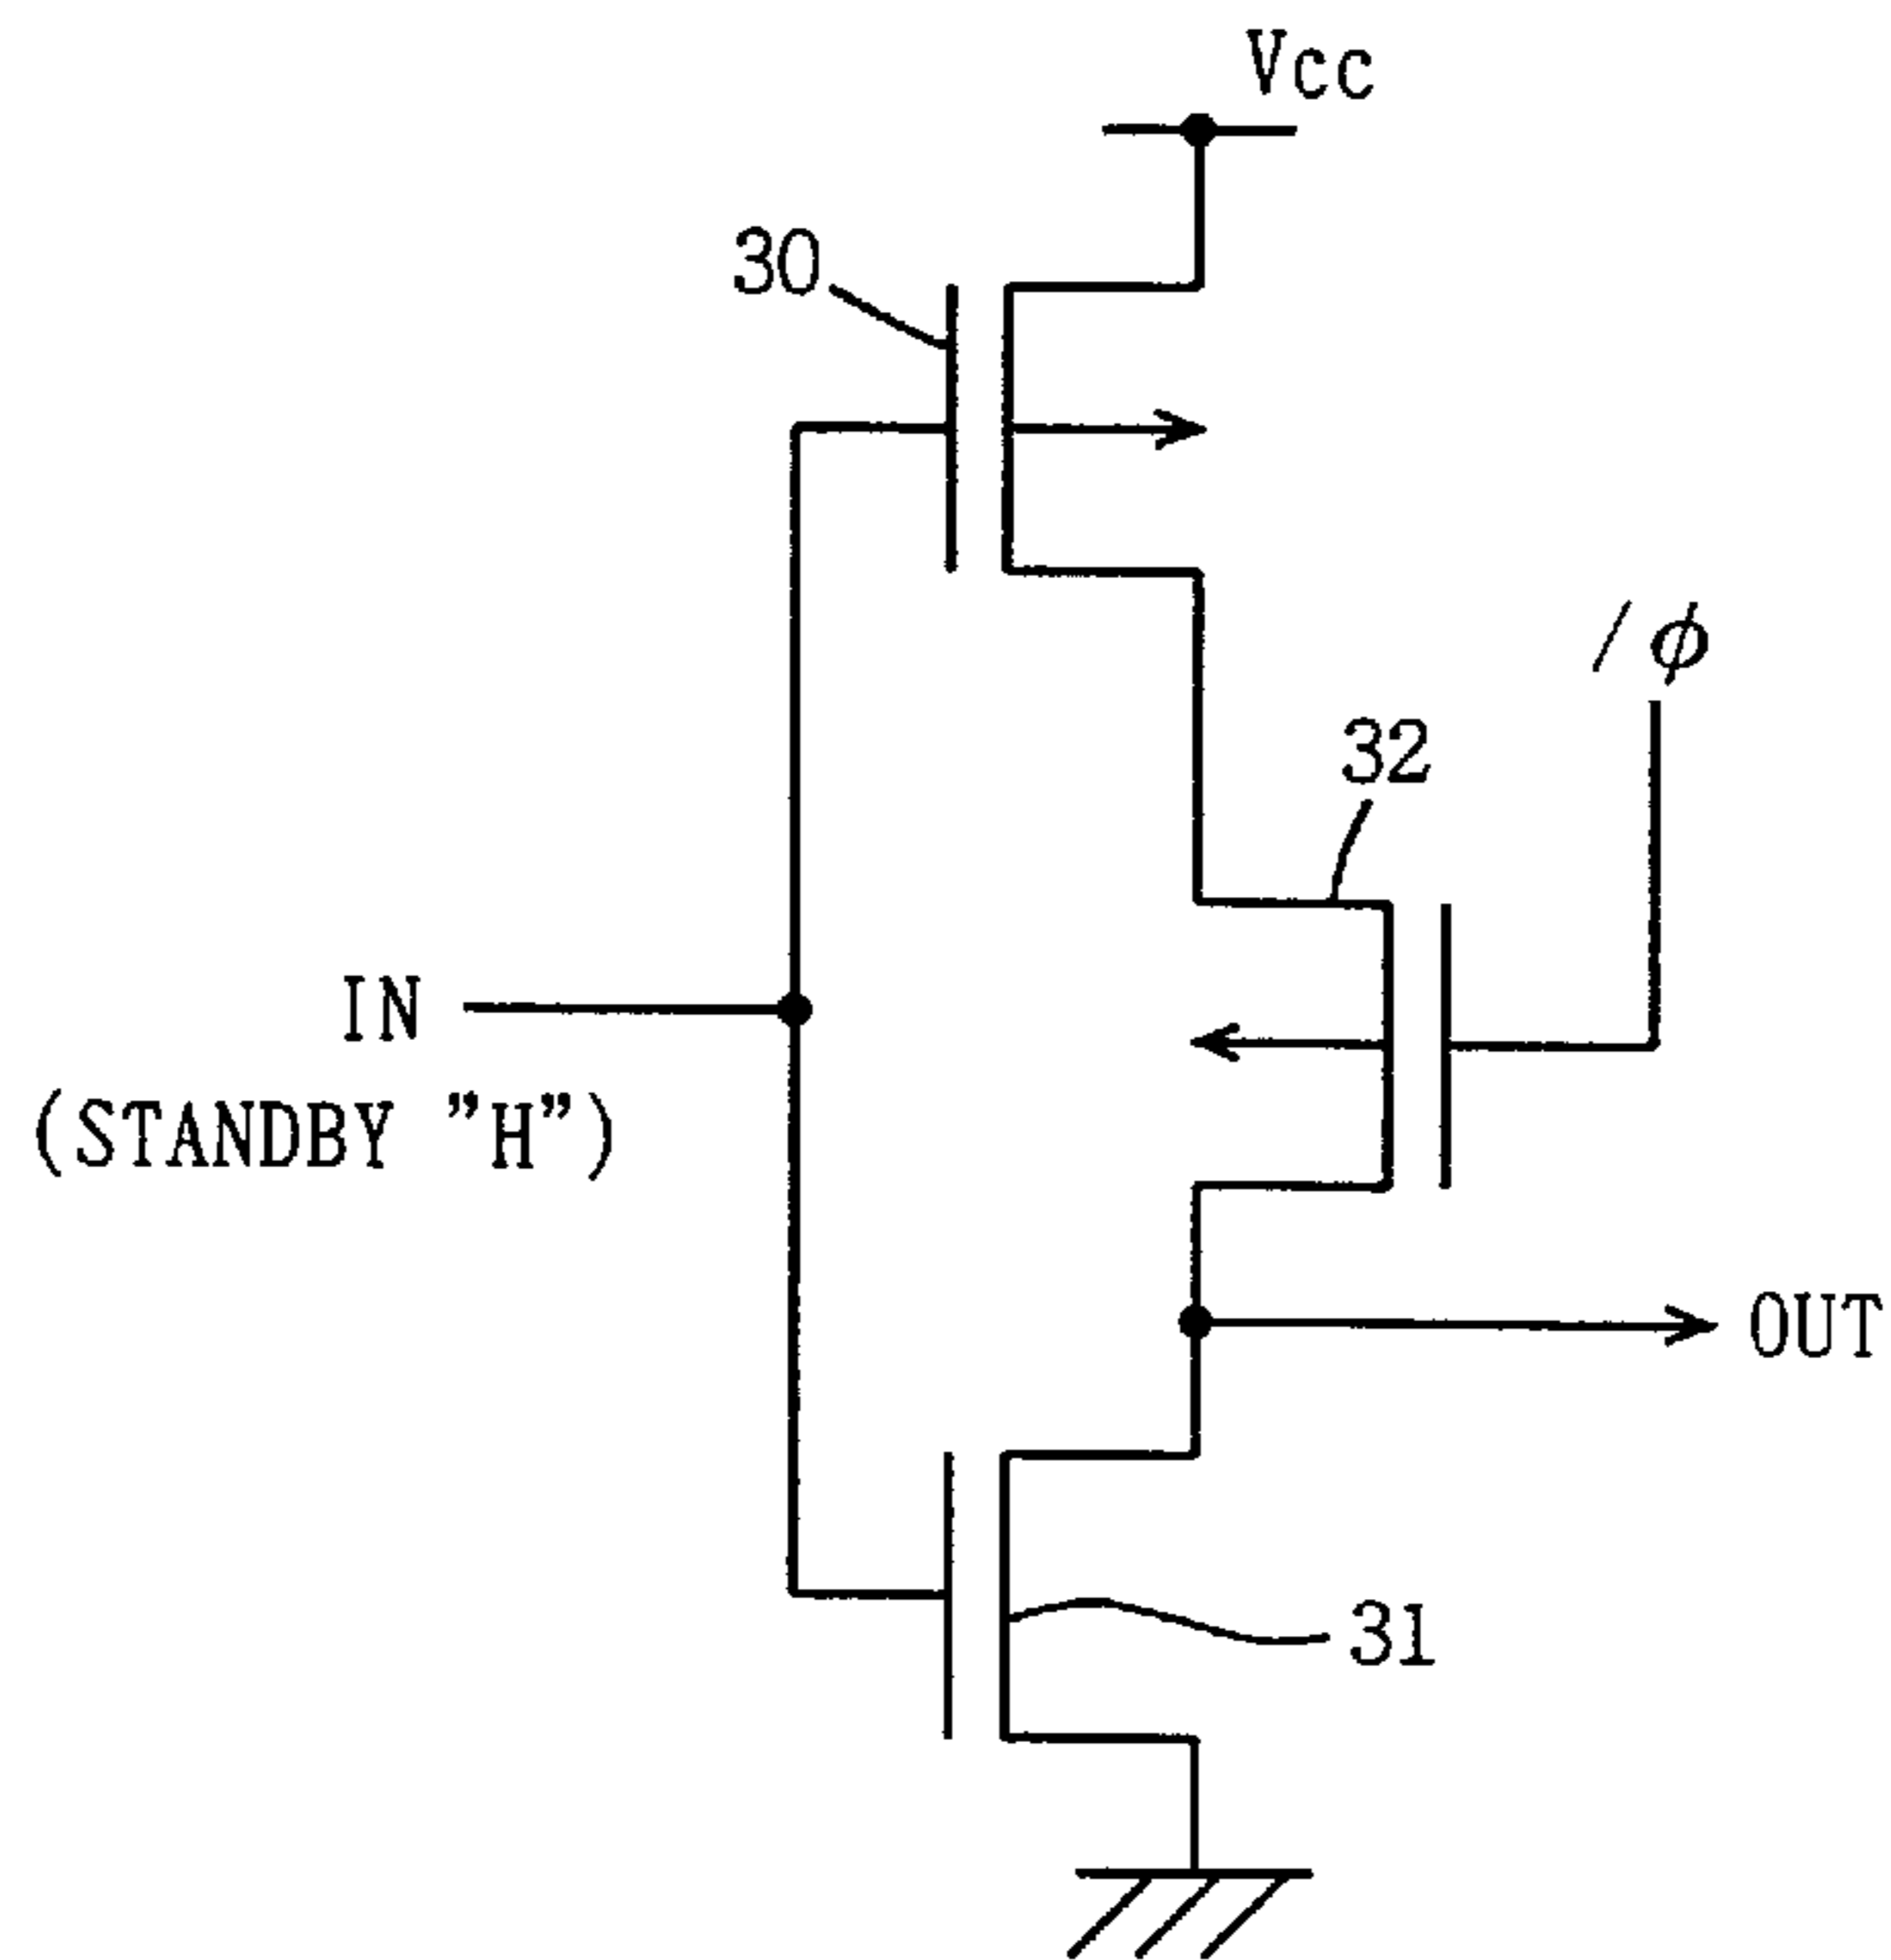 Vcc
30
/φ
32
IN
(STANDBY ”H”)
OUT
31